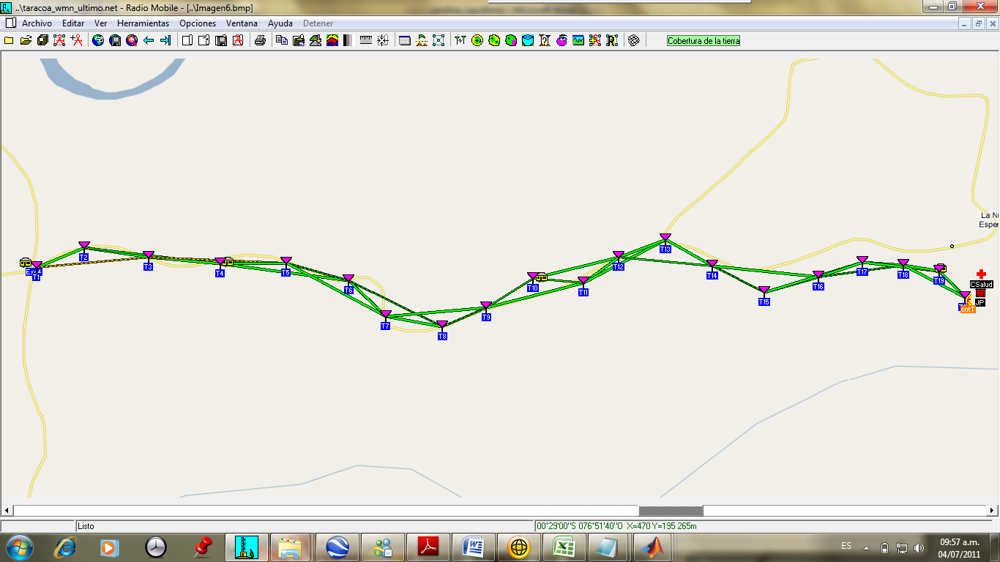 ..\taracoa_wmn_ultimo.net - Radio Mobile - [..\Imagen6.bmp]
Archivo Editar Ver Herramientas Opciones Ventana Ayuda Detener
Cobertura de la tierra
La Nu
Esper
T13
T2
T12
T3
T17
T18
T1
T4
T5
T14
T16
T19
T6
T10
T11
CSalud
T15
JP
T9
T7
T8
Listo
00°29'00''S 076°51'40''O X=470 Y=195 265m
ES
09:57 a.m.
04/07/2011